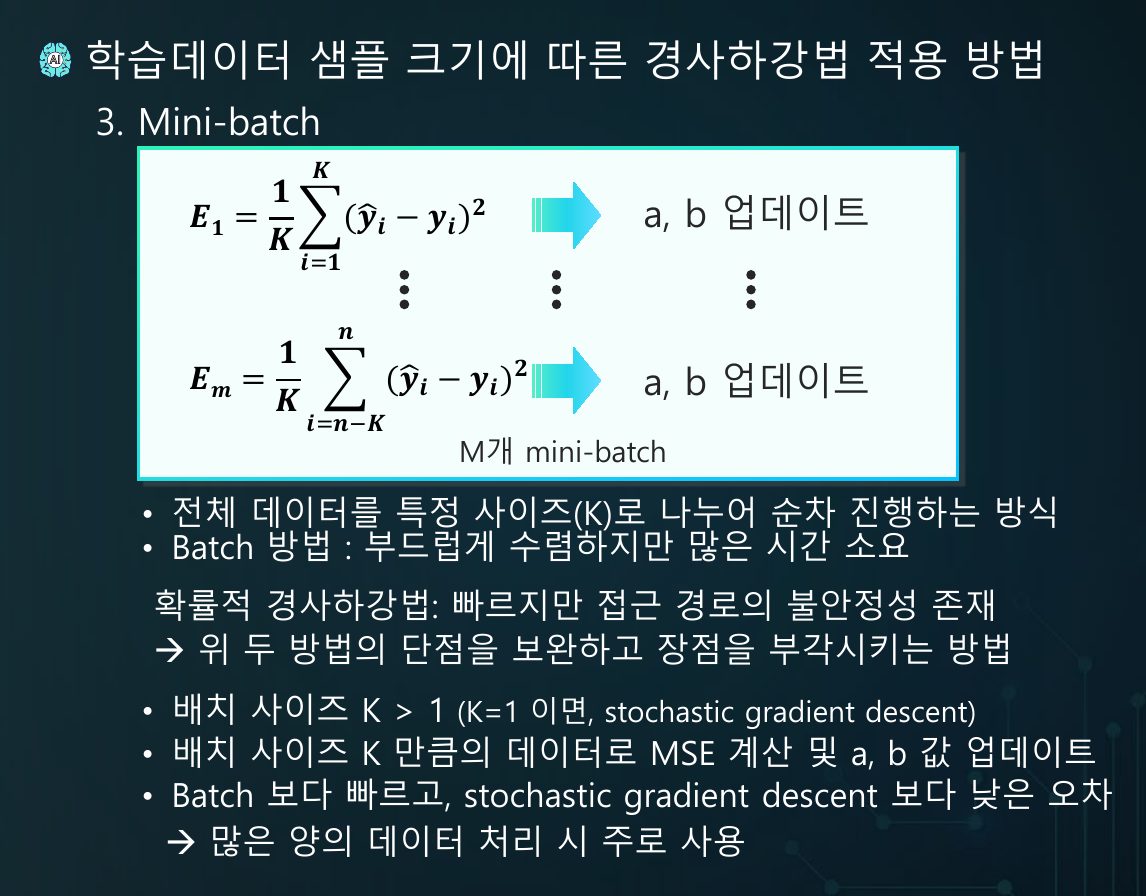 AI 학습데이터 샘플 크기에 따른 경사하강법 적용 방법
3. Mini-batch
E₁ = 1/K ∑_{i=1}^{K} (ŷᵢ − yᵢ)² a, b 업데이트
⋮ ⋮ ⋮
Eₘ = 1/K ∑_{i=n−K}^{n} (ŷᵢ − yᵢ)² a, b 업데이트
M개 mini-batch
• 전체 데이터를 특정 사이즈(K)로 나누어 순차 진행하는 방식
• Batch 방법 : 부드럽게 수렴하지만 많은 시간 소요
확률적 경사하강법: 빠르지만 접근 경로의 불안정성 존재
→ 위 두 방법의 단점을 보완하고 장점을 부각시키는 방법
• 배치 사이즈 K > 1 (K=1 이면, stochastic gradient descent)
• 배치 사이즈 K 만큼의 데이터로 MSE 계산 및 a, b 값 업데이트
• Batch 보다 빠르고, stochastic gradient descent 보다 낮은 오차
→ 많은 양의 데이터 처리 시 주로 사용